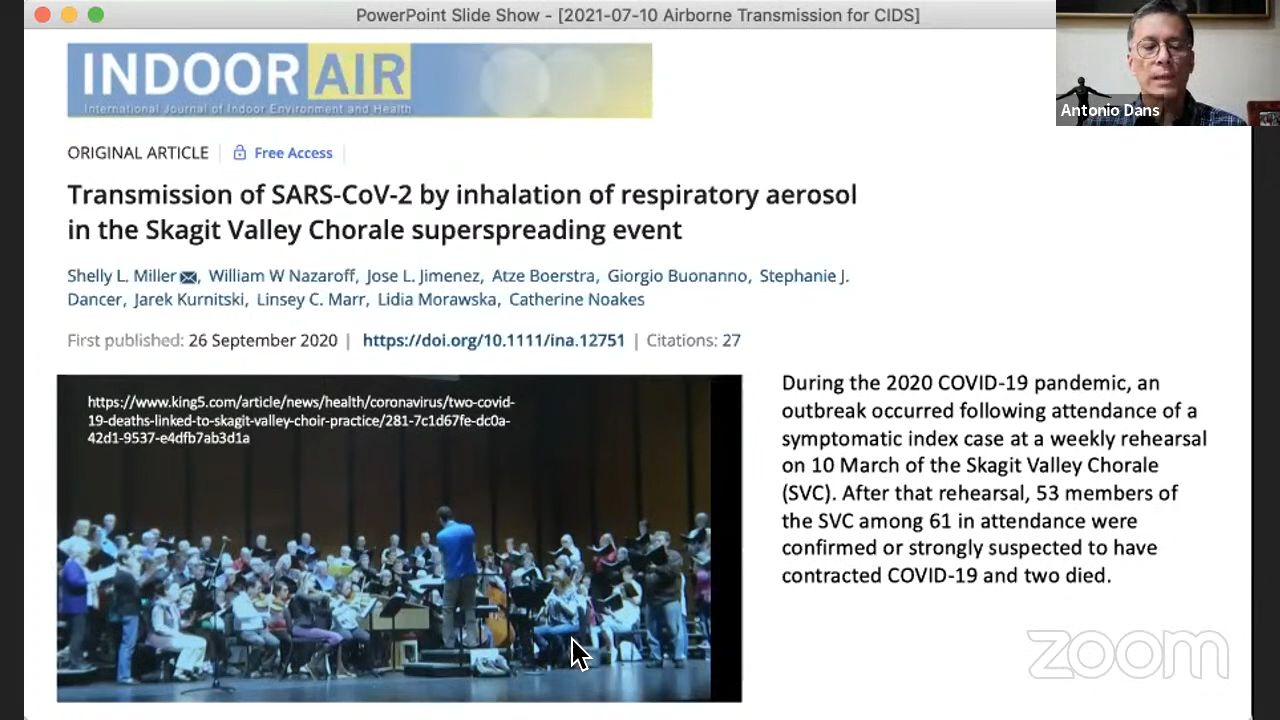 PowerPoint Slide Show - [2021-07-10 Airborne Transmission for CIDS]
INDOOR AIR
International Journal of Indoor Environment and Health
Antonio Dans
ORIGINAL ARTICLE Free Access
Transmission of SARS-CoV-2 by inhalation of respiratory aerosol
in the Skagit Valley Chorale superspreading event
Shelly L. Miller, William W Nazaroff, Jose L. Jimenez, Atze Boerstra, Giorgio Buonanno, Stephanie J.
Dancer, Jarek Kurnitski, Linsey C. Marr, Lidia Morawska, Catherine Noakes
First published: 26 September 2020 | https://doi.org/10.1111/ina.12751 | Citations: 27
https://www.king5.com/article/news/health/coronavirus/two-covid-
19-deaths-linked-to-skagit-valley-choir-practice/281-7c1d67fe-dc0a-
42d1-9537-e4dfb7ab3d1a
During the 2020 COVID-19 pandemic, an
outbreak occurred following attendance of a
symptomatic index case at a weekly rehearsal
on 10 March of the Skagit Valley Chorale
(SVC). After that rehearsal, 53 members of
the SVC among 61 in attendance were
confirmed or strongly suspected to have
contracted COVID-19 and two died.
zoom